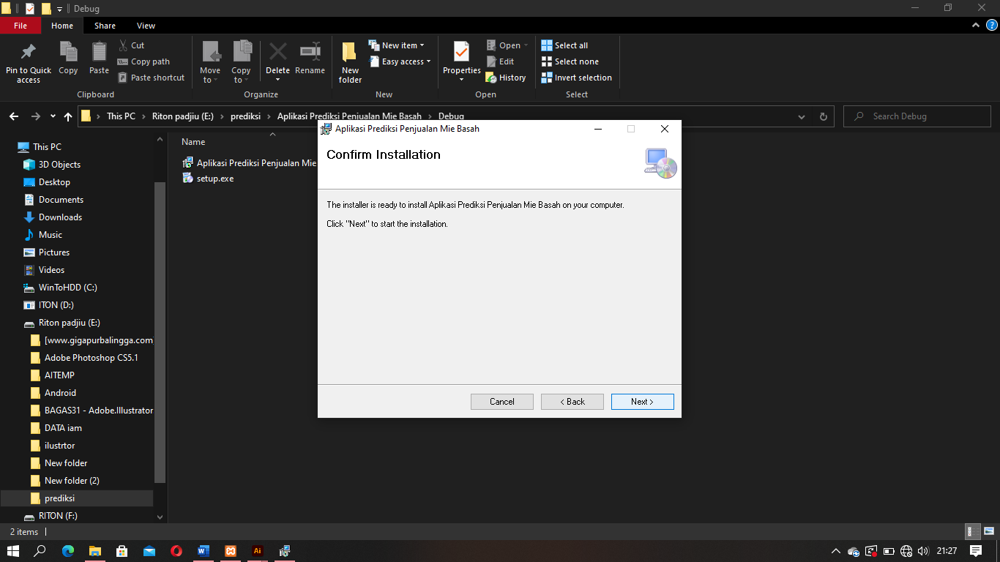 Debug
File Home Share View
Pin to Quick access
Copy
Paste
Cut
Copy path
Paste shortcut
Clipboard
Move to
Copy to
Delete
Rename
Organize
New folder
New item
Easy access
New
Properties
Open
Edit
History
Open
Select all
Select none
Invert selection
Select
This PC › Riton padjiu (E:) › prediksi › Aplikasi Prediksi Penjualan Mie Basah › Debug
Search Debug
This PC
3D Objects
Desktop
Documents
Downloads
Music
Pictures
Videos
WinToHDD (C:)
ITON (D:)
Riton padjiu (E:)
[www.gigapurbalingga.com
Adobe Photoshop CS5.1
AITEMP
Android
BAGAS31 - Adobe.Illustrator
DATA iam
ilustrtor
New folder
New folder (2)
prediksi
RITON (F:)
Name
Aplikasi Prediksi Penjualan Mie
setup.exe
Aplikasi Prediksi Penjualan Mie Basah
Confirm Installation
The installer is ready to install Aplikasi Prediksi Penjualan Mie Basah on your computer.
Click "Next" to start the installation.
Cancel
< Back
Next >
2 items
Ai
21:27